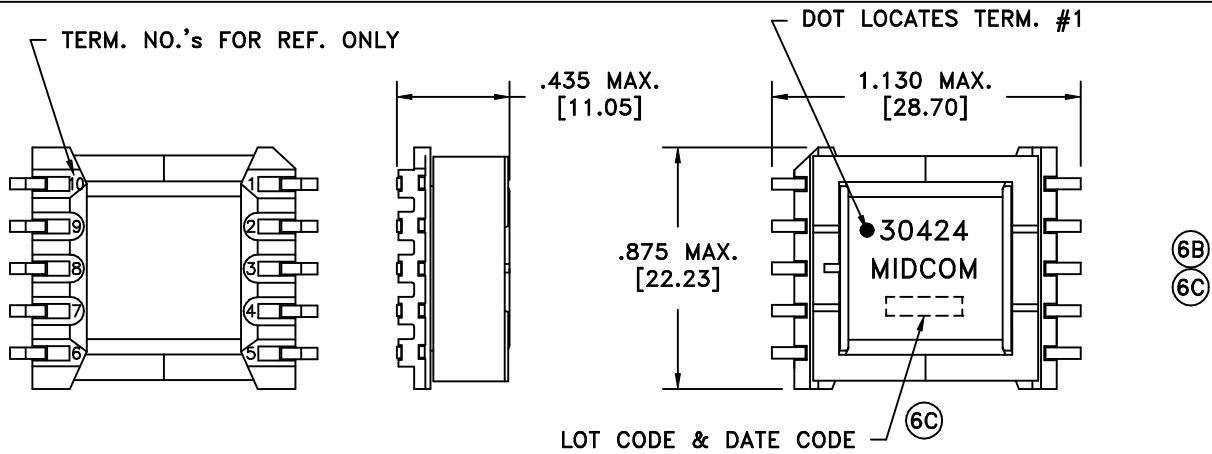 DOT LOCATES TERM. #1
TERM. NO.'s FOR REF. ONLY
.435 MAX.
[11.05]
1.130 MAX.
[28.70]
10
1
9
2
8
3
7
4
6
5
.875 MAX.
[22.23]
30424
MIDCOM
6B
6C
6C
LOT CODE & DATE CODE